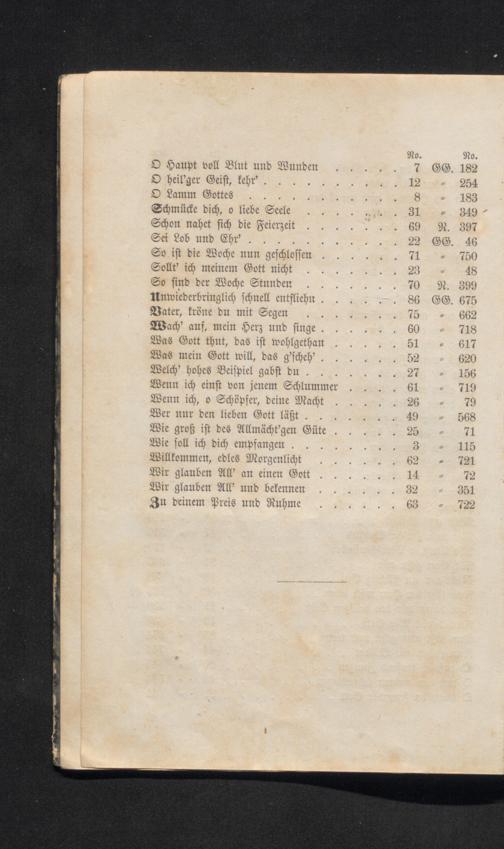 No. No.
O Haupt voll Blut und Wunden . . . . . 7 GG. 182
O heil'ger Geist, kehr' . . . . . . . . . . 12 „ 254
O Lamm Gottes . . . . . . . . . . . 8 „ 183
Schmücke dich, o liebe Seele . . . . . . . 31 „ 349
Schon nahet sich die Feierzeit . . . . . . . 69 N. 397
Sei Lob und Ehr' . . . . . . . . . . . 22 GG. 46
So ist die Woche nun geschlossen . . . . . . 71 „ 750
Sollt' ich meinem Gott nicht . . . . . . . 23 „ 48
So sind der Woche Stunden . . . . . . . 70 N. 399
Unwiederbringlich schnell entfliehn . . . . . . 86 GG. 675
Vater, kröne du mit Segen . . . . . . . 75 „ 662
Wach' auf, mein Herz und singe . . . . . . 60 „ 718
Was Gott thut, das ist wohlgethan . . . . . 51 „ 617
Was mein Gott will, das g'scheh' . . . . . . 52 „ 620
Welch' hohes Beispiel gabst du . . . . . . . 27 „ 156
Wenn ich einst von jenem Schlummer . . . . 61 „ 719
Wenn ich, o Schöpfer, deine Macht . . . . . 26 „ 79
Wer nur den lieben Gott läßt . . . . . . . 49 „ 568
Wie groß ist des Allmächt'gen Güte . . . . . 25 „ 71
Wie soll ich dich empfangen . . . . . . . . 3 „ 115
Willkommen, edles Morgenlicht . . . . . . 62 „ 721
Wir glauben All' an einen Gott . . . . . . 14 „ 72
Wir glauben All' und bekennen . . . . . . 32 „ 351
Zu deinem Preis und Ruhme . . . . . . 63 „ 722